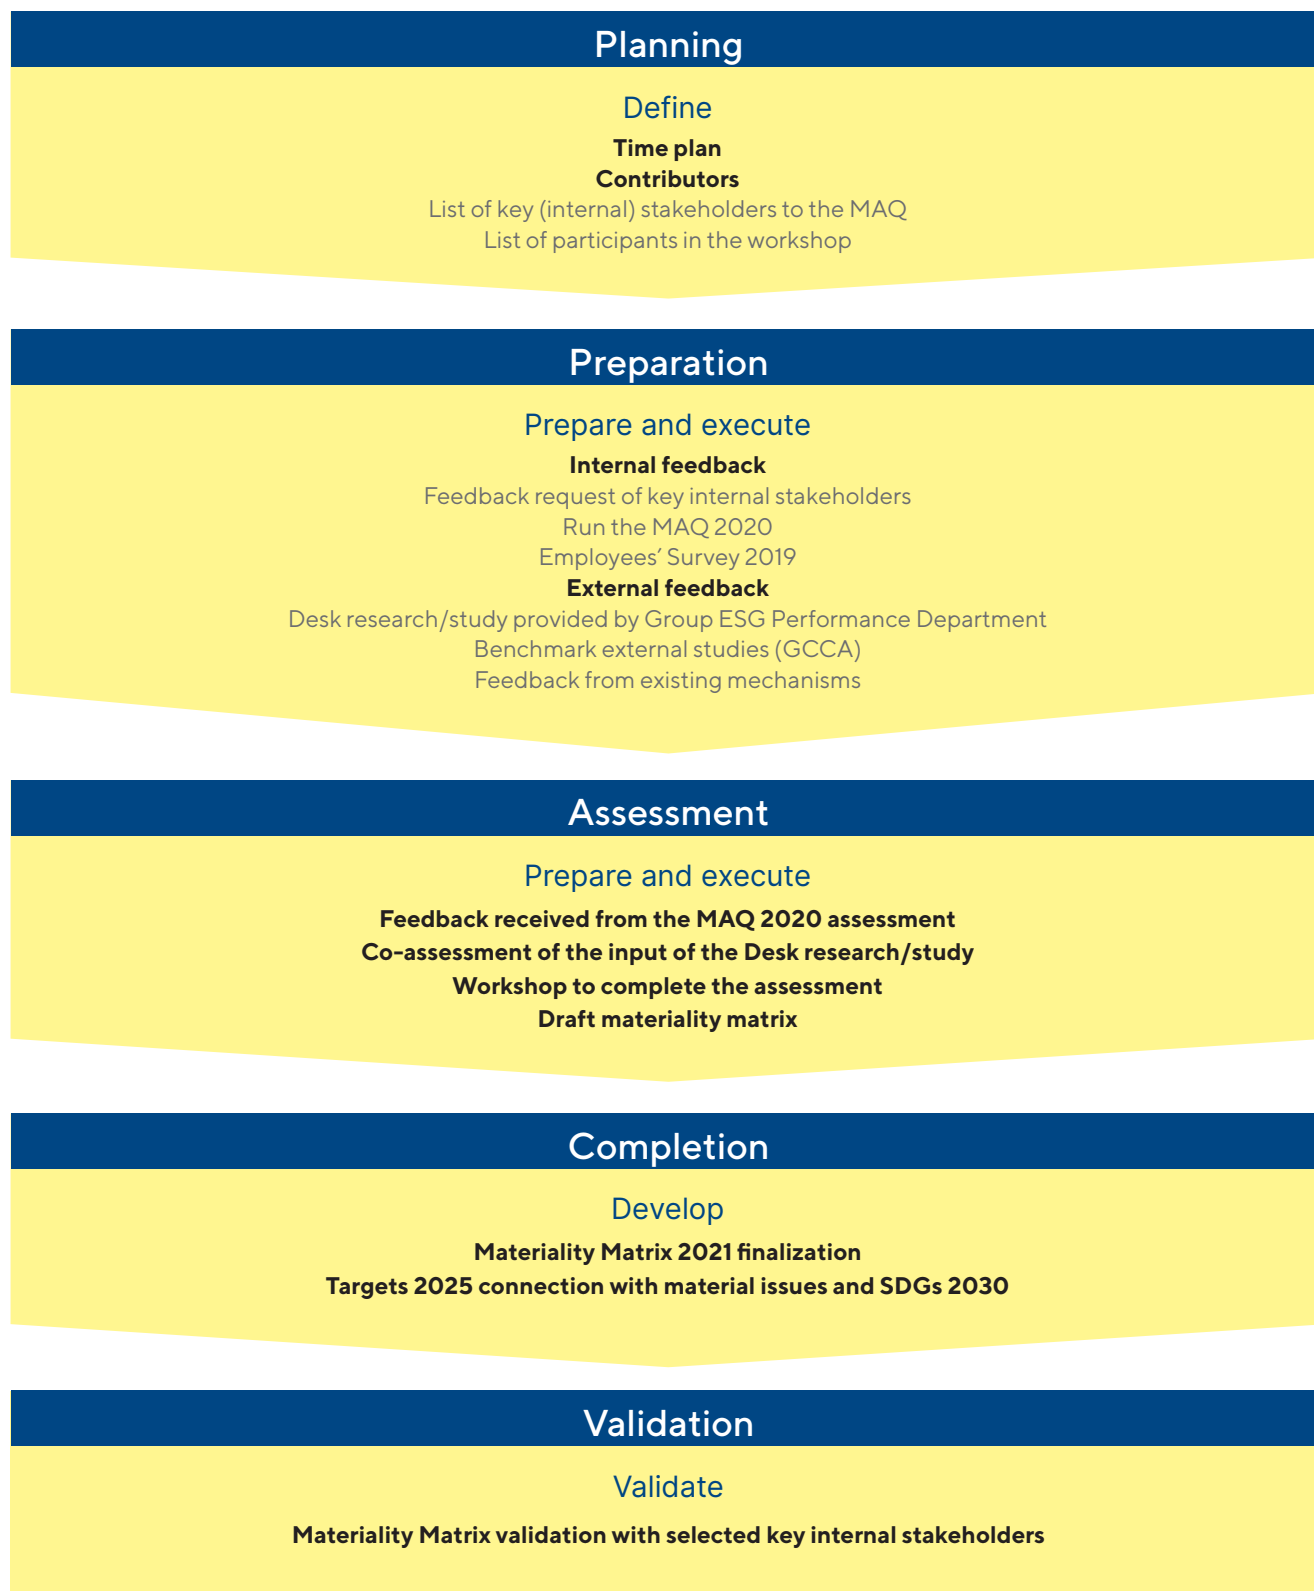 Planning
Define
Time plan
Contributors
List of key (internal) stakeholders to the MAQ
List of participants in the workshop
Preparation
Prepare and execute
Internal feedback
Feedback request of key internal stakeholders
Run the MAQ 2020
Employees’ Survey 2019
External feedback
Desk research/study provided by Group ESG Performance Department
Benchmark external studies (GCCA)
Feedback from existing mechanisms
Assessment
Prepare and execute
Feedback received from the MAQ 2020 assessment
Co-assessment of the input of the Desk research/study
Workshop to complete the assessment
Draft materiality matrix
Completion
Develop
Materiality Matrix 2021 finalization
Targets 2025 connection with material issues and SDGs 2030
Validation
Validate
Materiality Matrix validation with selected key internal stakeholders